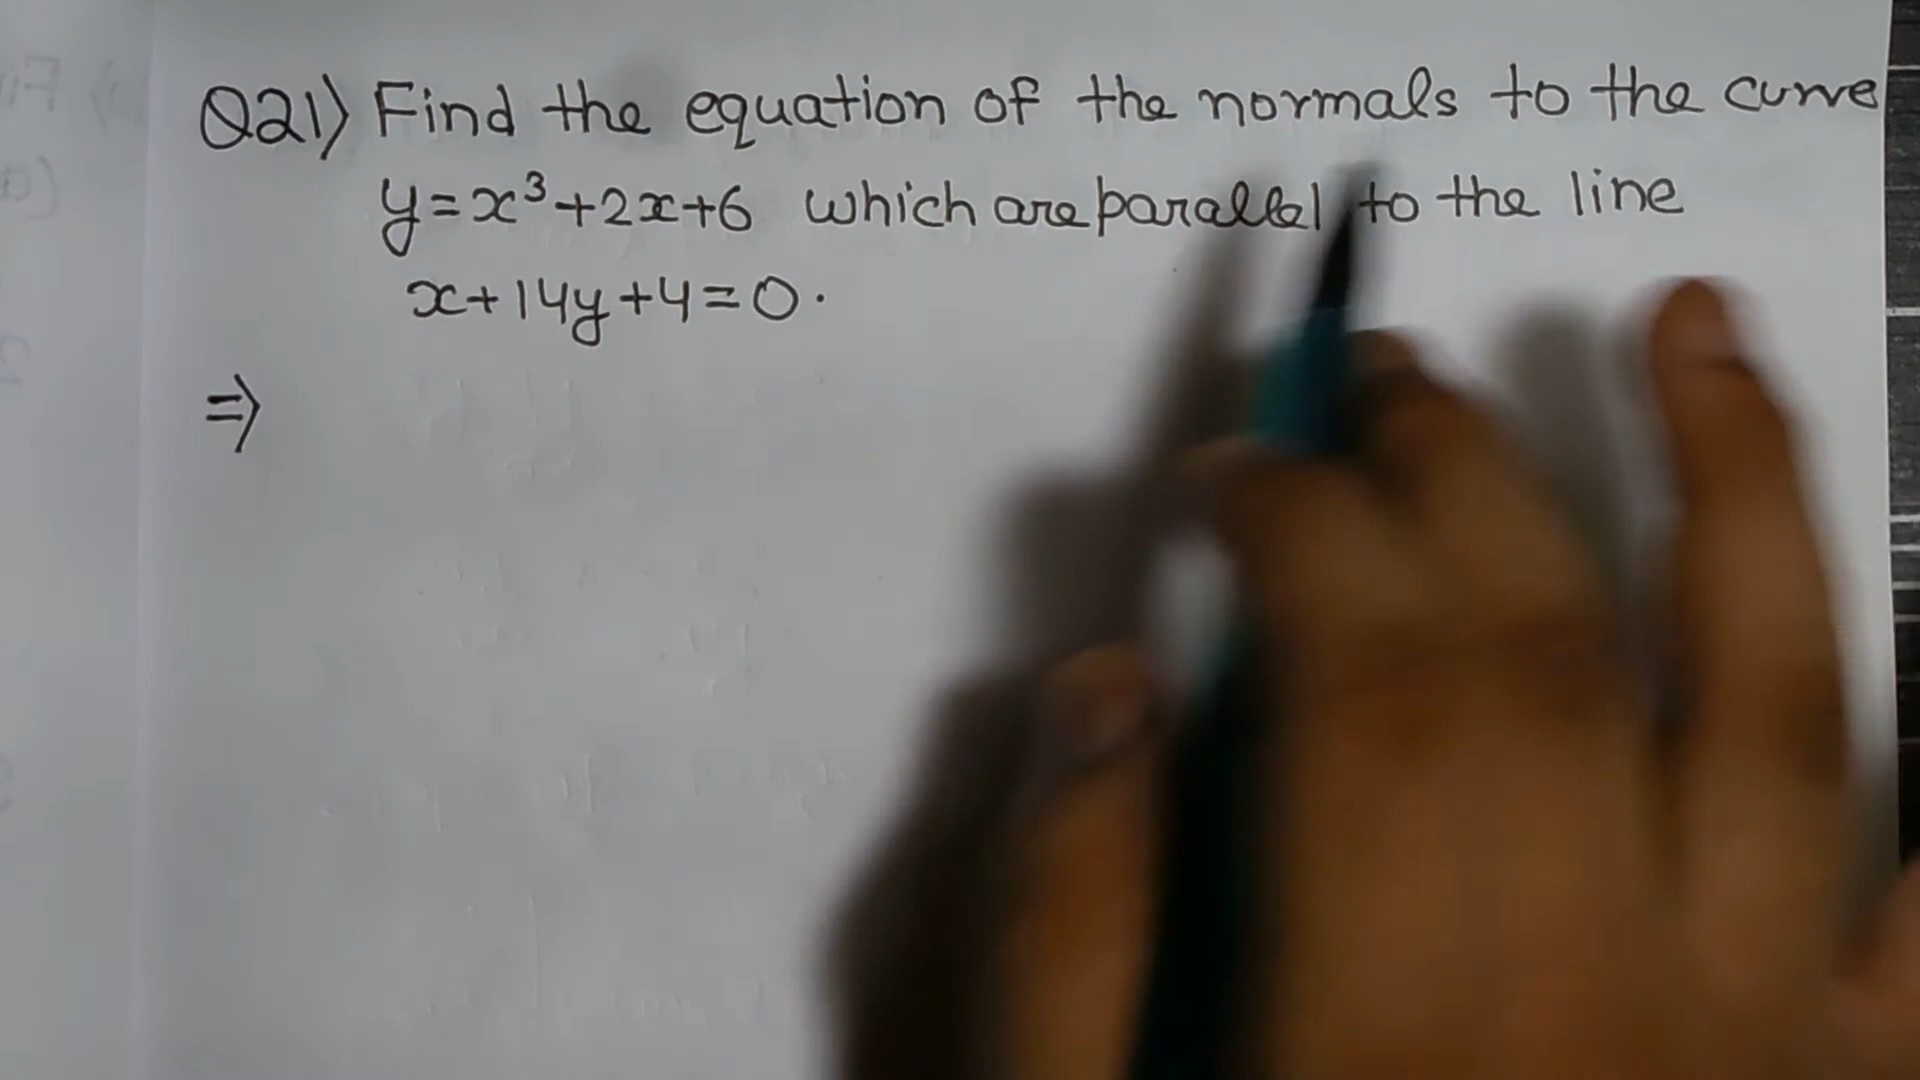 Q21) Find the equation of the normals to the curve
y=x³+2x+6 which are parallel to the line
x+14y+4=0.
⇒